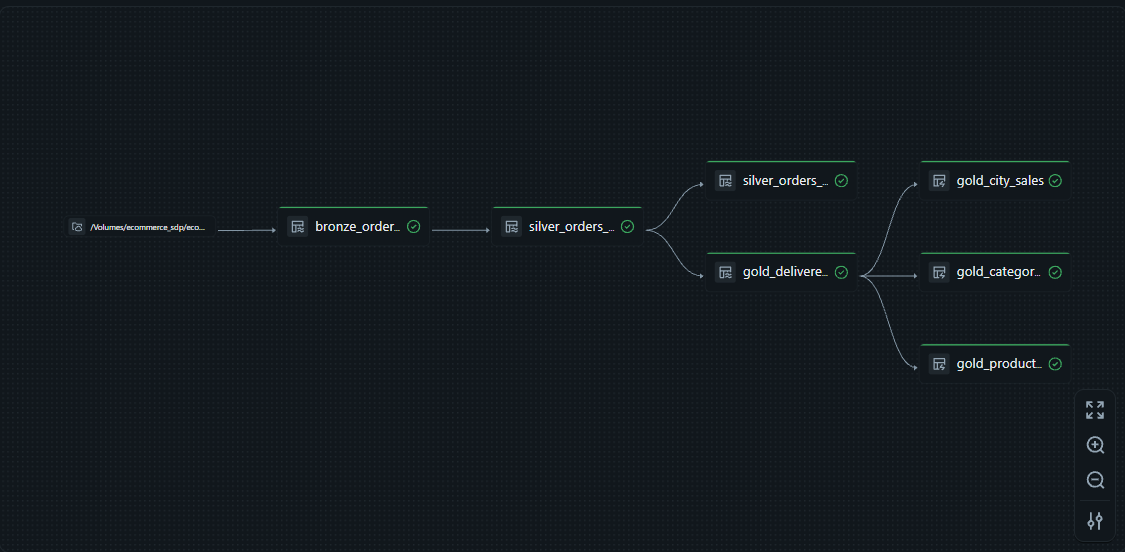 /Volumes/ecommerce_sdp/eco...
bronze_order...
silver_orders_...
silver_orders_...
gold_delivere...
gold_city_sales
gold_categor...
gold_product...